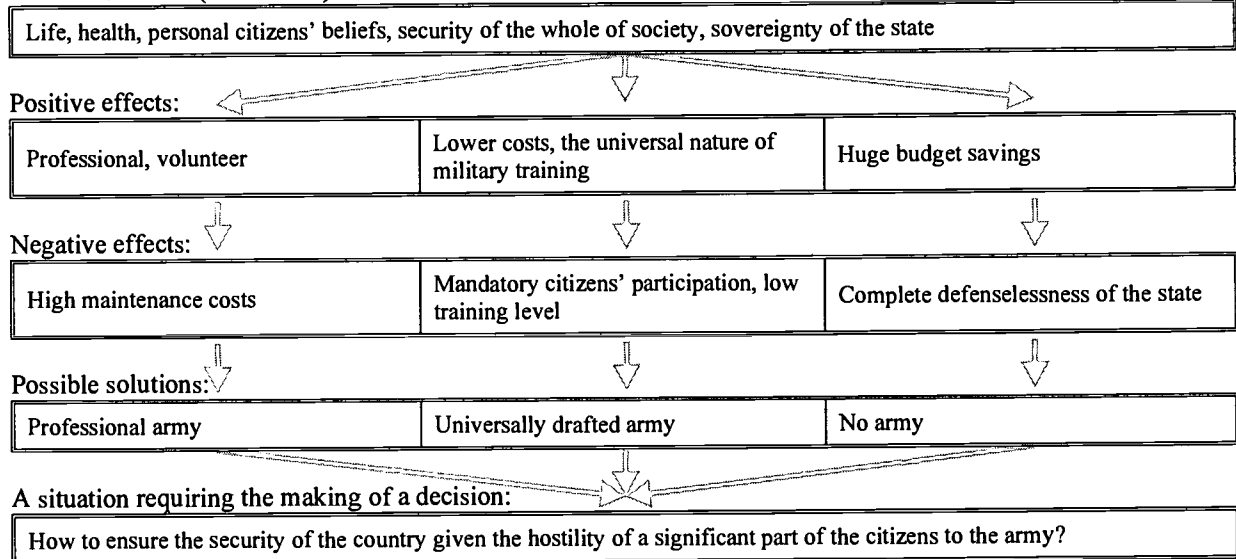 Life, health, personal citizens' beliefs, security of the whole of society, sovereignty of the state
Positive effects:
Professional, volunteer
Lower costs, the universal nature of
military training
Huge budget savings
Negative effects:
High maintenance costs
Mandatory citizens' participation, low
training level
Complete defenselessness of the state
Possible solutions:
Professional army
Universally drafted army
No army
A situation requiring the making of a decision:
How to ensure the security of the country given the hostility of a significant part of the citizens to the army?